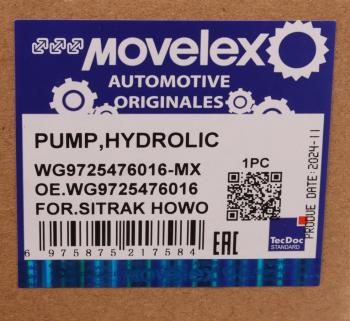 MOVELEX
AUTOMOTIVE
ORIGINALES
PUMP,HYDROLIC
WG9725476016-MX
OE.WG9725476016
FOR.SITRAK HOWO
1PC
PRODUE DATE:2024-11
6 975875 217584
EAC
TecDoc
STANDARD